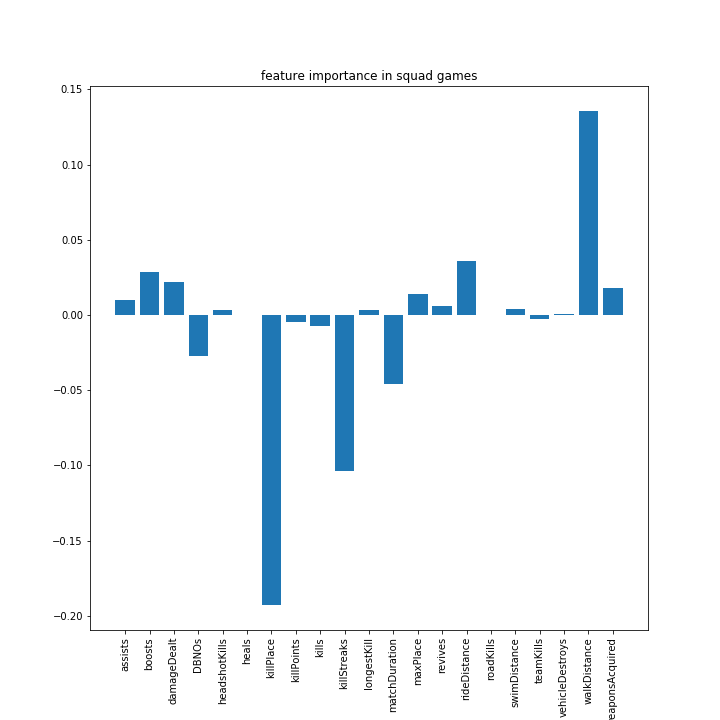 feature importance in squad games
0.15
0.10
0.05
0.00
−0.05
−0.10
−0.15
−0.20
assists
boosts
damageDealt
DBNOs
headshotKills
heals
killPlace
killPoints
kills
killStreaks
longestKill
matchDuration
maxPlace
revives
rideDistance
roadKills
swimDistance
teamKills
vehicleDestroys
walkDistance
eaponsAcquired